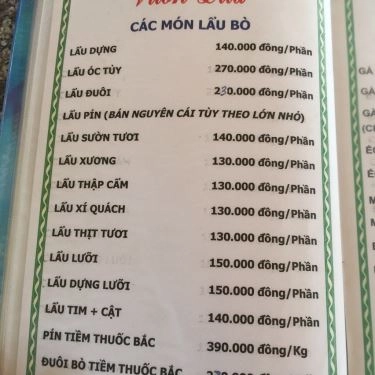 Vườn Dừa
CÁC MÓN LẨU BÒ
LẨU DỰNG 140.000 đồng/Phần
LẨU ÓC TỦY 270.000 đồng/Phần
LẨU ĐUÔI 230.000 đồng/Phần
LẨU PÍN (BÁN NGUYÊN CÁI TÙY THEO LỚN NHỎ)
LẨU SƯỜN TƯƠI 140.000 đồng/Phần
LẨU XƯƠNG 130.000 đồng/Phần
LẨU THẬP CẨM 130.000 đồng/Phần
LẨU XÍ QUÁCH 130.000 đồng/Phần
LẨU THỊT TƯƠI 130.000 đồng/Phần
LẨU LƯỠI 150.000 đồng/Phần
LẨU DỰNG LƯỠI 150.000 đồng/Phần
LẨU TIM + CẬT 140.000 đồng/Phần
PÍN TIỀM THUỐC BẮC 390.000 đồng/Kg
ĐUÔI BÒ TIỀM THUỐC BẮC đồng/Phần